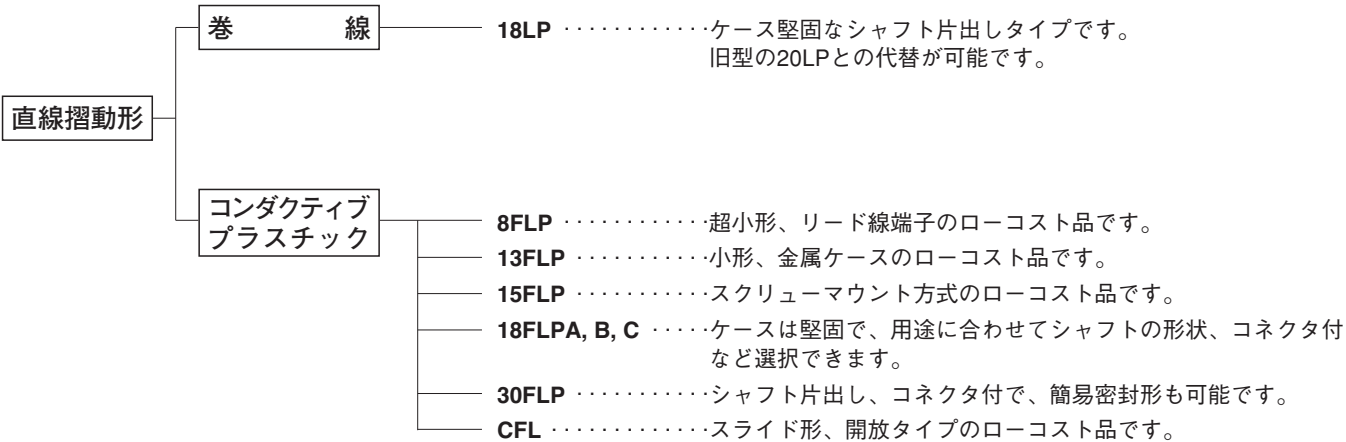 巻　　線
18LP ············ケース堅固なシャフト片出しタイプです。
旧型の20LPとの代替が可能です。
直線摺動形
コンダクティブ
プラスチック
8FLP ············超小形、リード線端子のローコスト品です。
13FLP ···········小形、金属ケースのローコスト品です。
15FLP ···········スクリューマウント方式のローコスト品です。
18FLPA, B, C ·····ケースは堅固で、用途に合わせてシャフトの形状、コネクタ付
など選択できます。
30FLP ···········シャフト片出し、コネクタ付で、簡易密封形も可能です。
CFL ·············スライド形、開放タイプのローコスト品です。